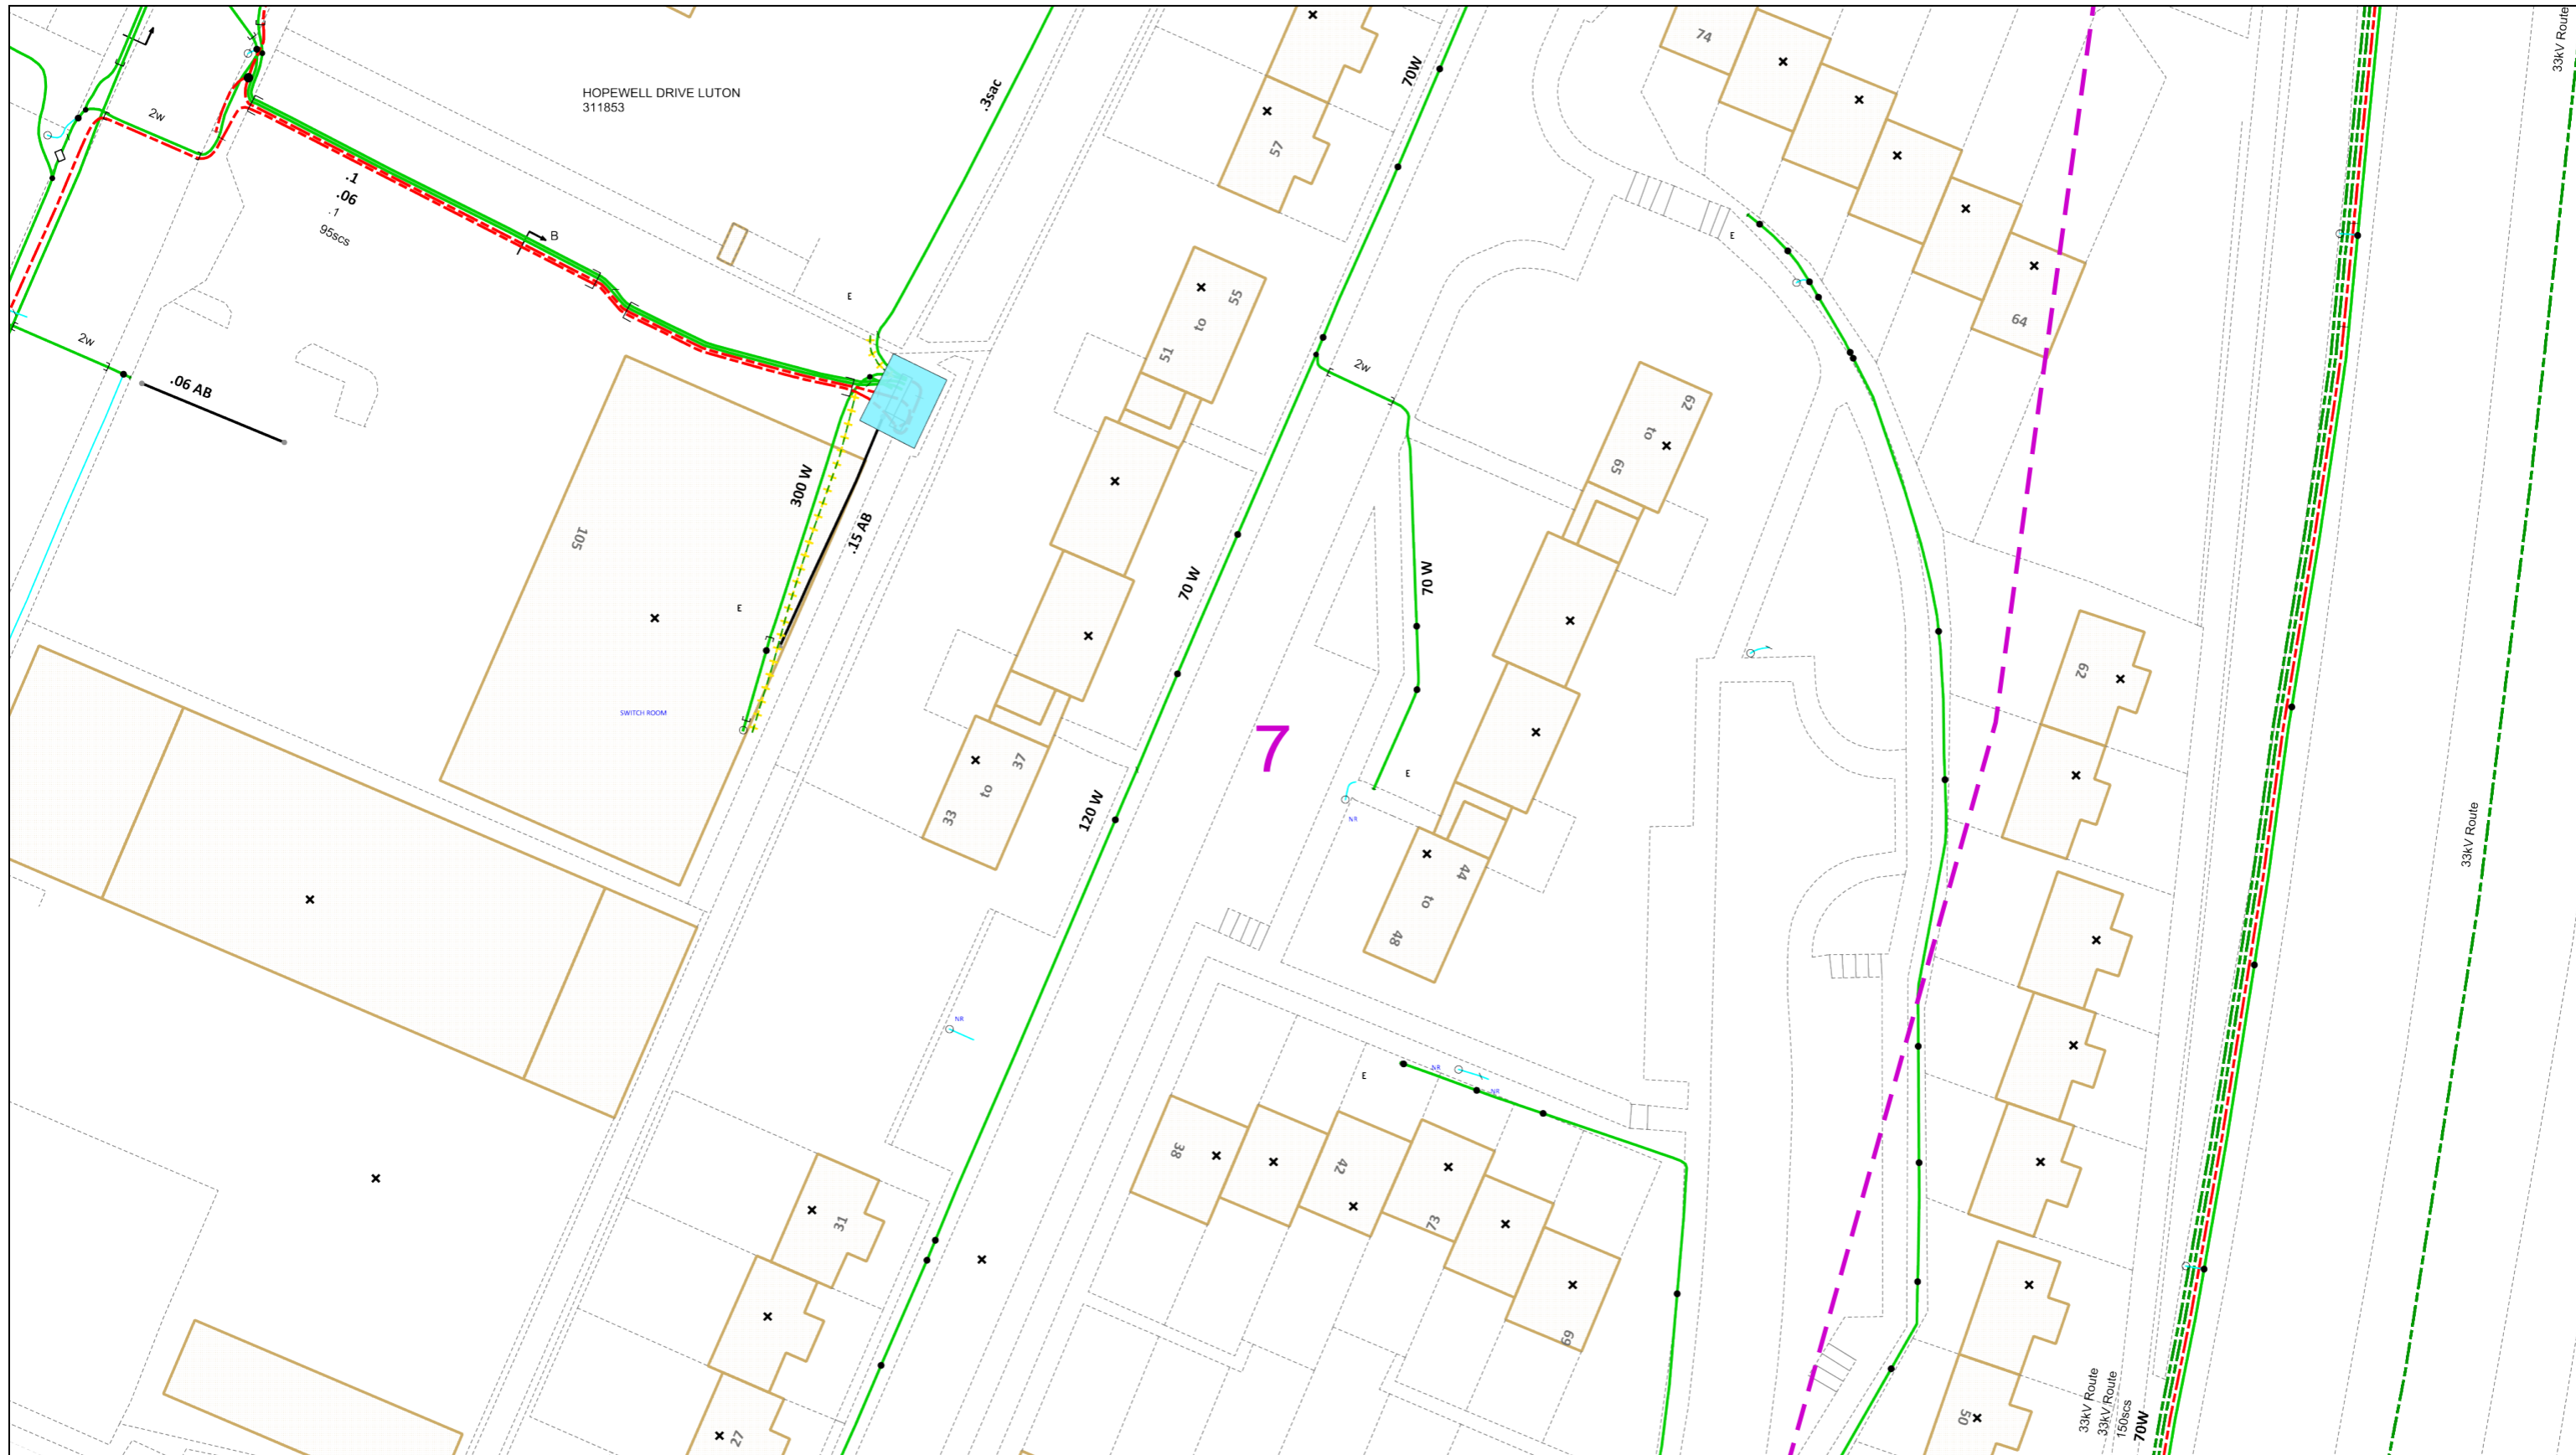 33kV Route
74
.3sac
70W
HOPEWELL DRIVE LUTON
311853
2w
57
.1
.06
.1
95scs
B
E
E
55
to
51
64
2w
E
2w
.06 AB
62
to
65
300 W
.15 AB
105
70 W
70 W
E
62
SWITCH ROOM
37
to
33
7
E
120 W
NR
33kV Route
44
to
48
NR
E
NR
NR
38
42
73
31
69
27
50
33kV Route
33kV Route
150scs
70W